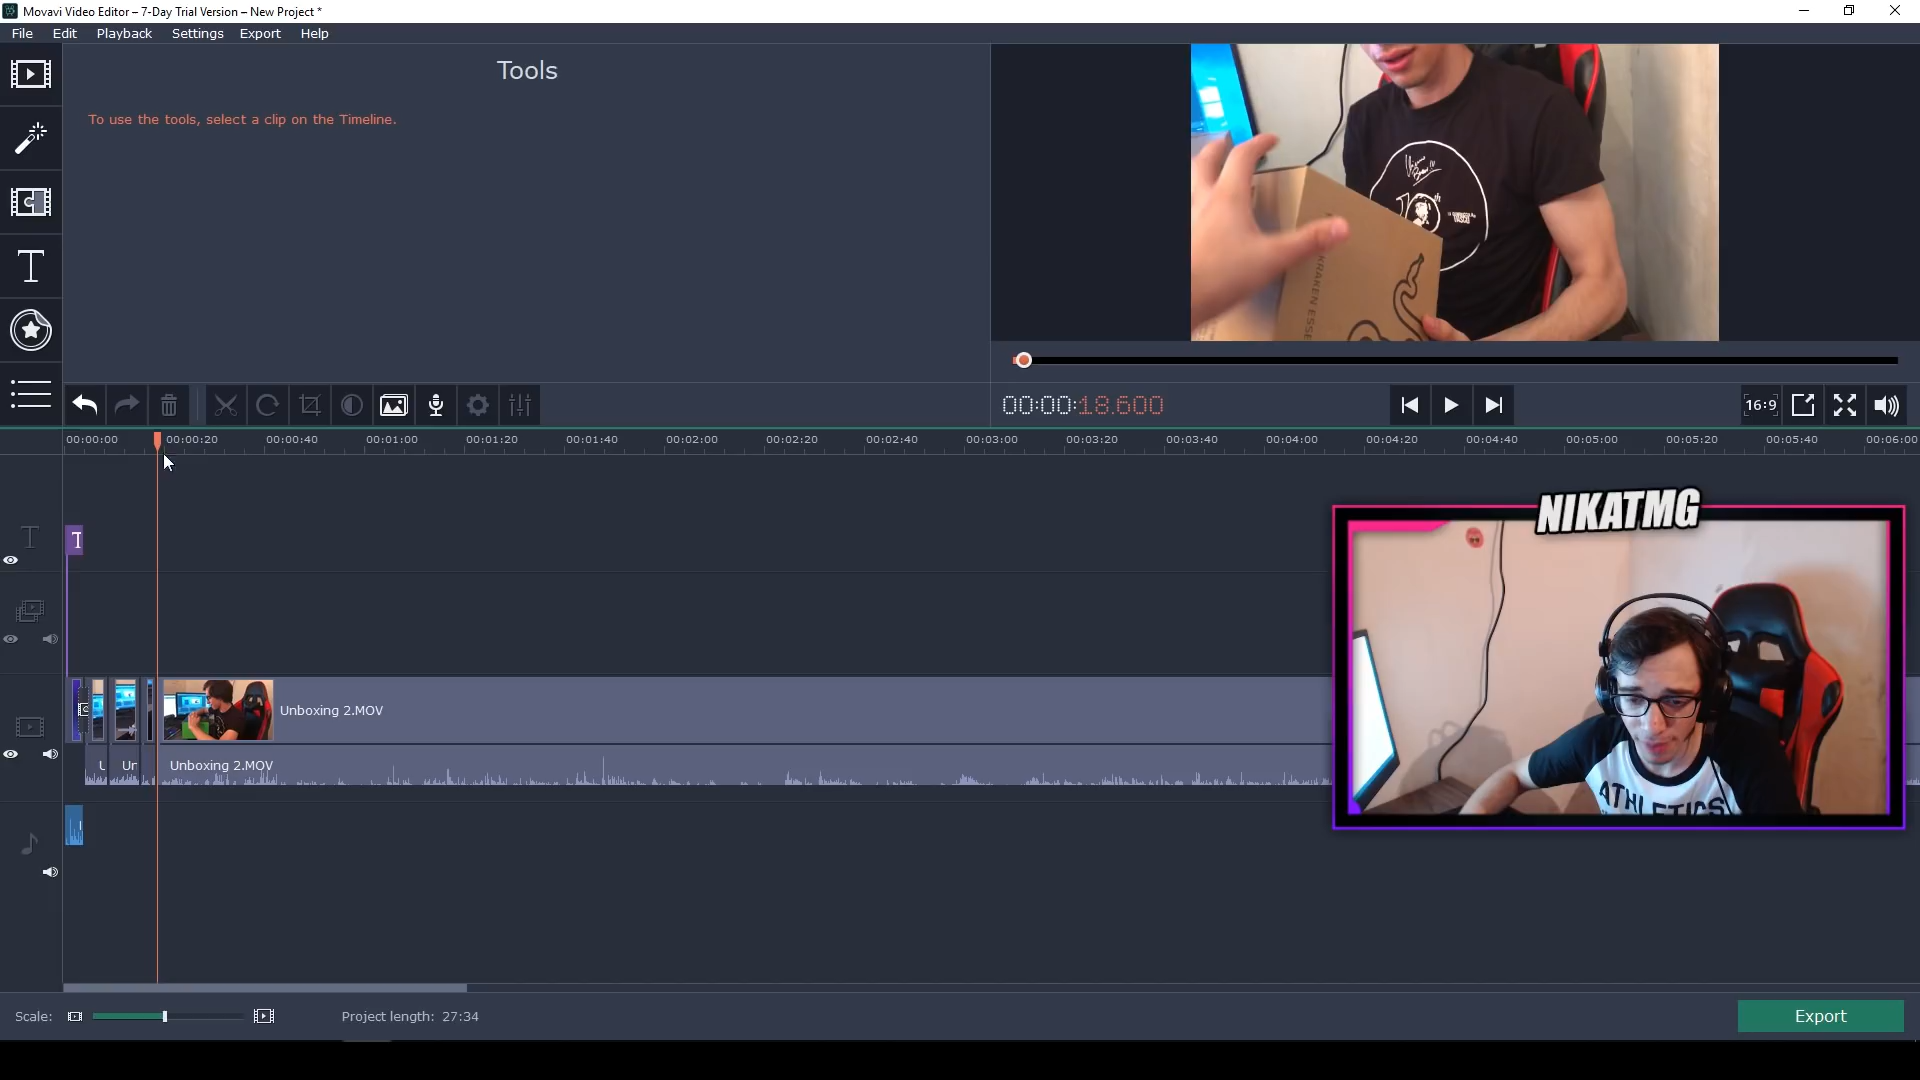 Movavi Video Editor – 7-Day Trial Version – New Project *
File Edit Playback Settings Export Help
Tools
To use the tools, select a clip on the Timeline.
KRAKEN ESSE
00:00:18.600
16:9
00:00:00 00:00:20 00:00:40 00:01:00 00:01:20 00:01:40 00:02:00 00:02:20 00:02:40 00:03:00 00:03:20 00:03:40 00:04:00 00:04:20 00:04:40 00:05:00 00:05:20 00:05:40 00:06:00
NIKATMG
T
Unboxing 2.MOV
Ur Unboxing 2.MOV
ATHLETICS
Scale:
Project length: 27:34
Export